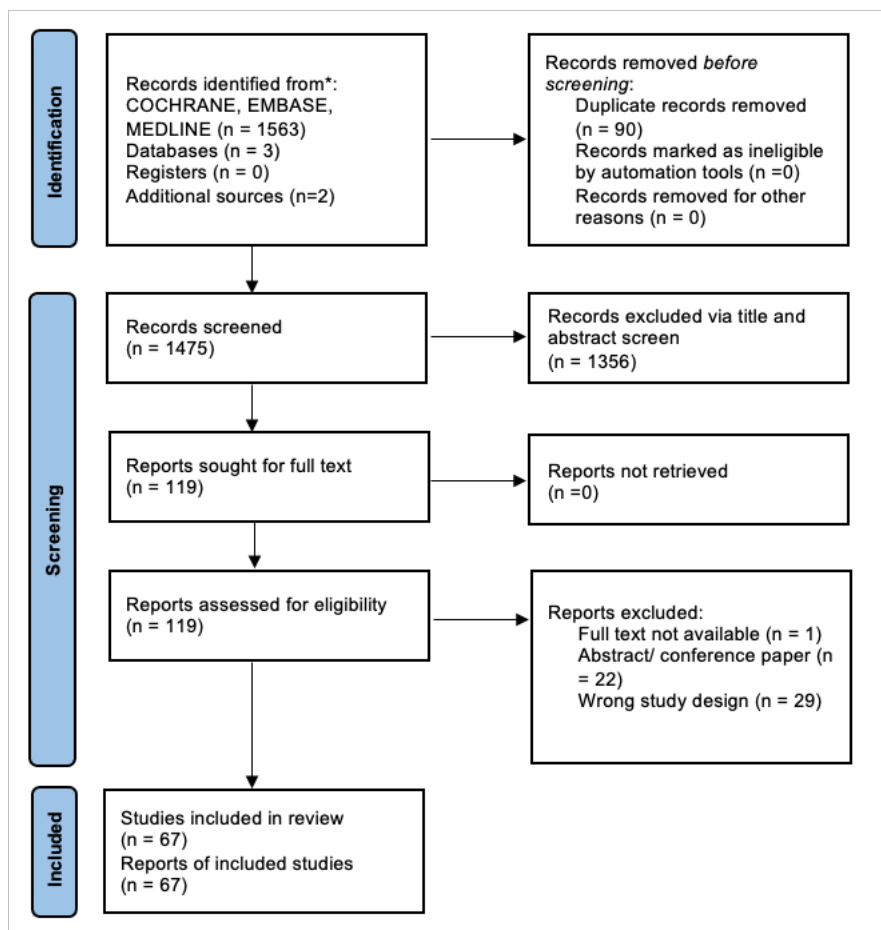 Identification
Records identified from*:
COCHRANE, EMBASE,
MEDLINE (n = 1563)
Databases (n = 3)
Registers (n = 0)
Additional sources (n=2)
Records removed before
screening:
Duplicate records removed
(n = 90)
Records marked as ineligible
by automation tools (n =0)
Records removed for other
reasons (n = 0)
Screening
Records screened
(n = 1475)
Records excluded via title and
abstract screen
(n = 1356)
Reports sought for full text
(n = 119)
Reports not retrieved
(n =0)
Reports assessed for eligibility
(n = 119)
Reports excluded:
Full text not available (n = 1)
Abstract/ conference paper (n
= 22)
Wrong study design (n = 29)
Included
Studies included in review
(n = 67)
Reports of included studies
(n = 67)